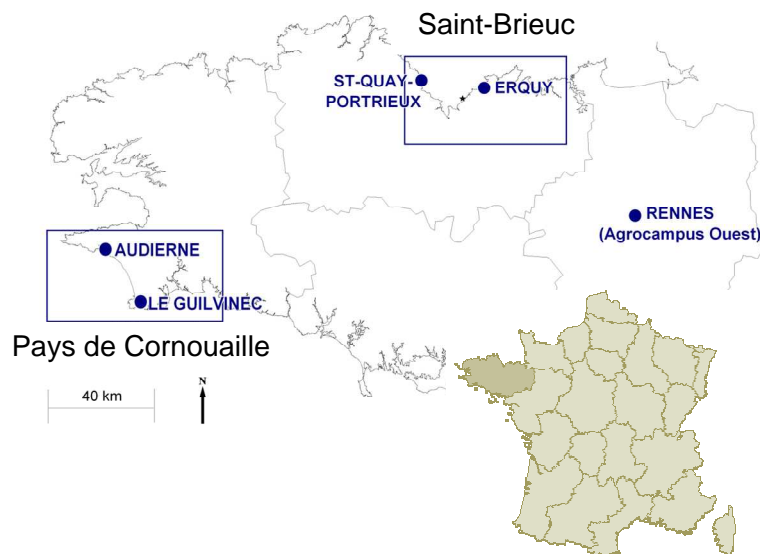 Saint-Brieuc
ST-QUAY-
PORTRIEUX
ERQUY
RENNES
(Agrocampus Ouest)
AUDIERNE
LE GUILVINEC
Pays de Cornouaille
40 km
N